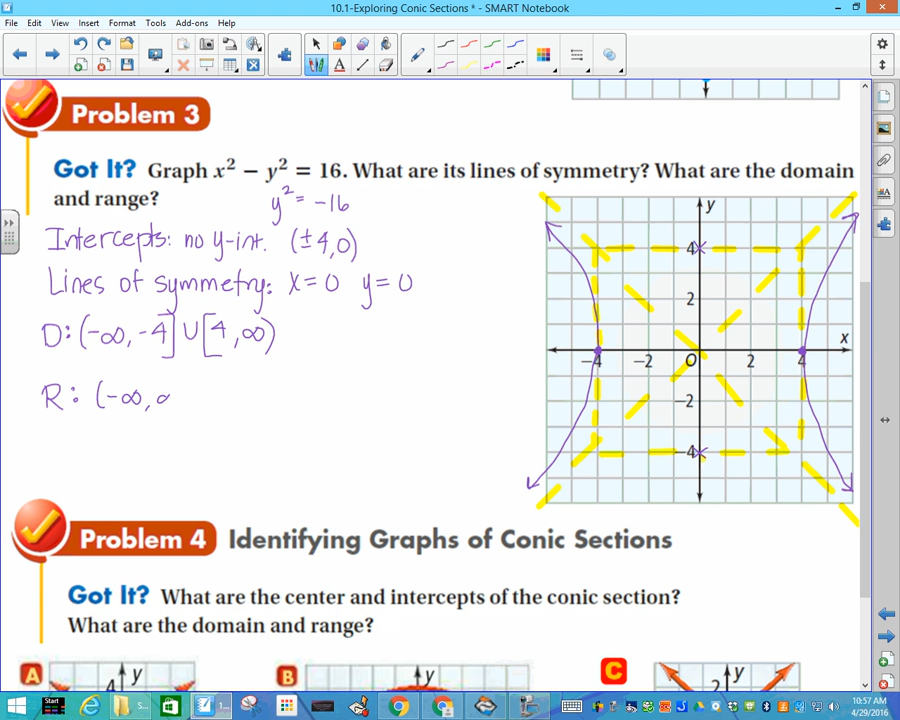 10.1-Exploring Conic Sections * - SMART Notebook
File Edit View Insert Format Tools Add-ons Help
Problem 3
Got It? Graph x² − y² = 16. What are its lines of symmetry? What are the domain
and range?
y² = -16
Intercepts: no y-int. (±4,0)
Lines of symmetry: x=0 y=0
D: (-∞, -4] ∪ [4, ∞)
R: (-∞, 
y
4
2
x
−4
−2
O
2
4
−2
−4
Problem 4 Identifying Graphs of Conic Sections
Got It? What are the center and intercepts of the conic section?
What are the domain and range?
A
4
y
B
y
C
2
y
Start
S...
1...
10:57 AM
4/29/2016